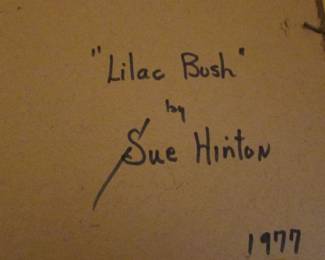 "Lilac Bush"
by
Sue Hinton
1977